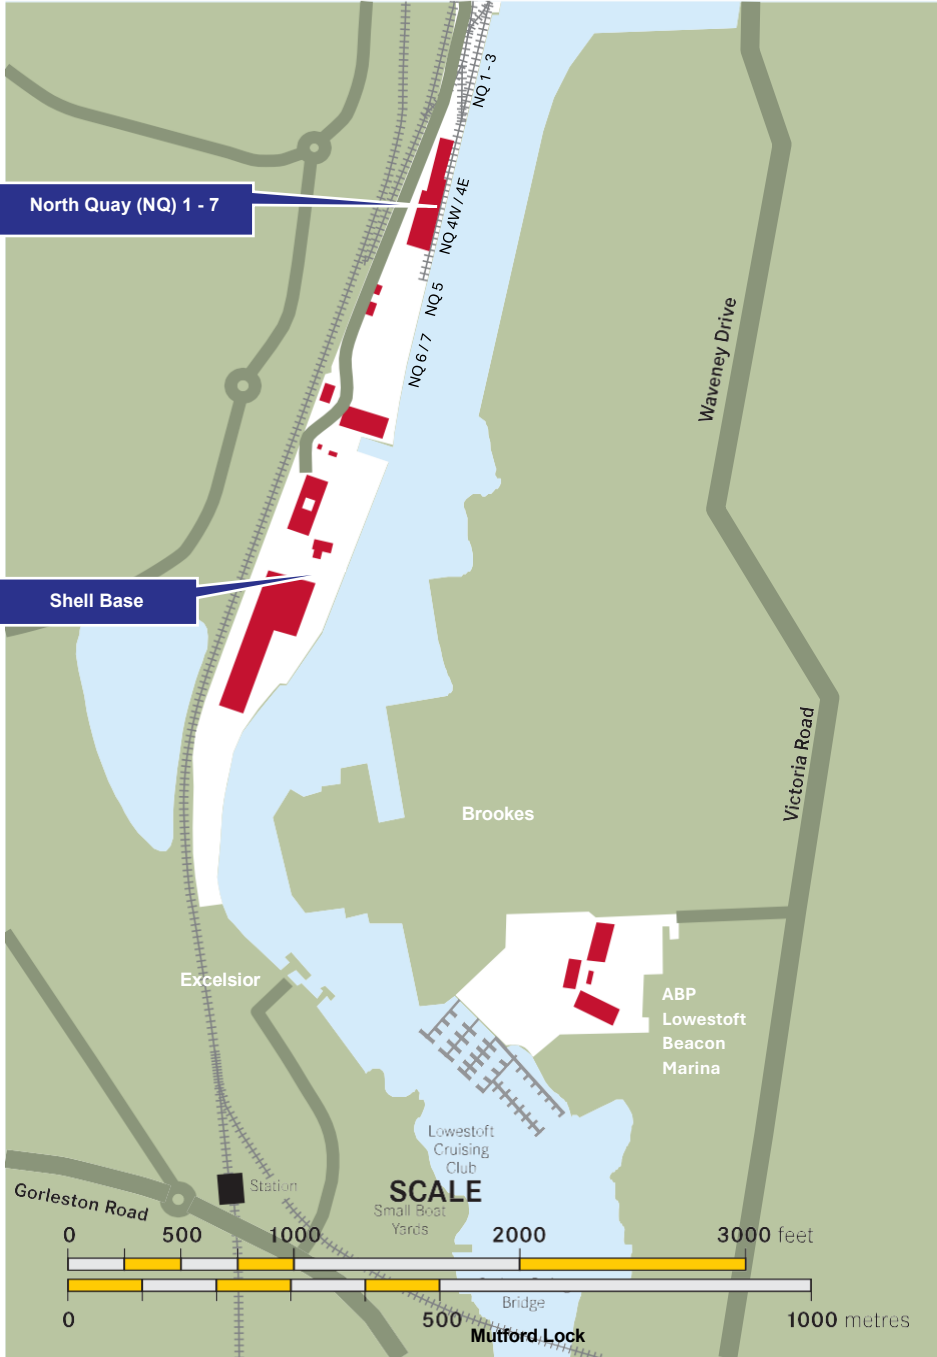 NQ 1 - 3
North Quay (NQ) 1 - 7
NQ 4W / 4E
NQ 5
NQ 6 / 7
Waveney Drive
Shell Base
Victoria Road
Brookes
Excelsior
ABP
Lowestoft
Beacon
Marina
Lowestoft
Cruising
Club
Station
SCALE
Gorleston Road
Small Boat
Yards
0 500 1000 2000 3000 feet
Bridge
0 500 1000 metres
Mutford Lock